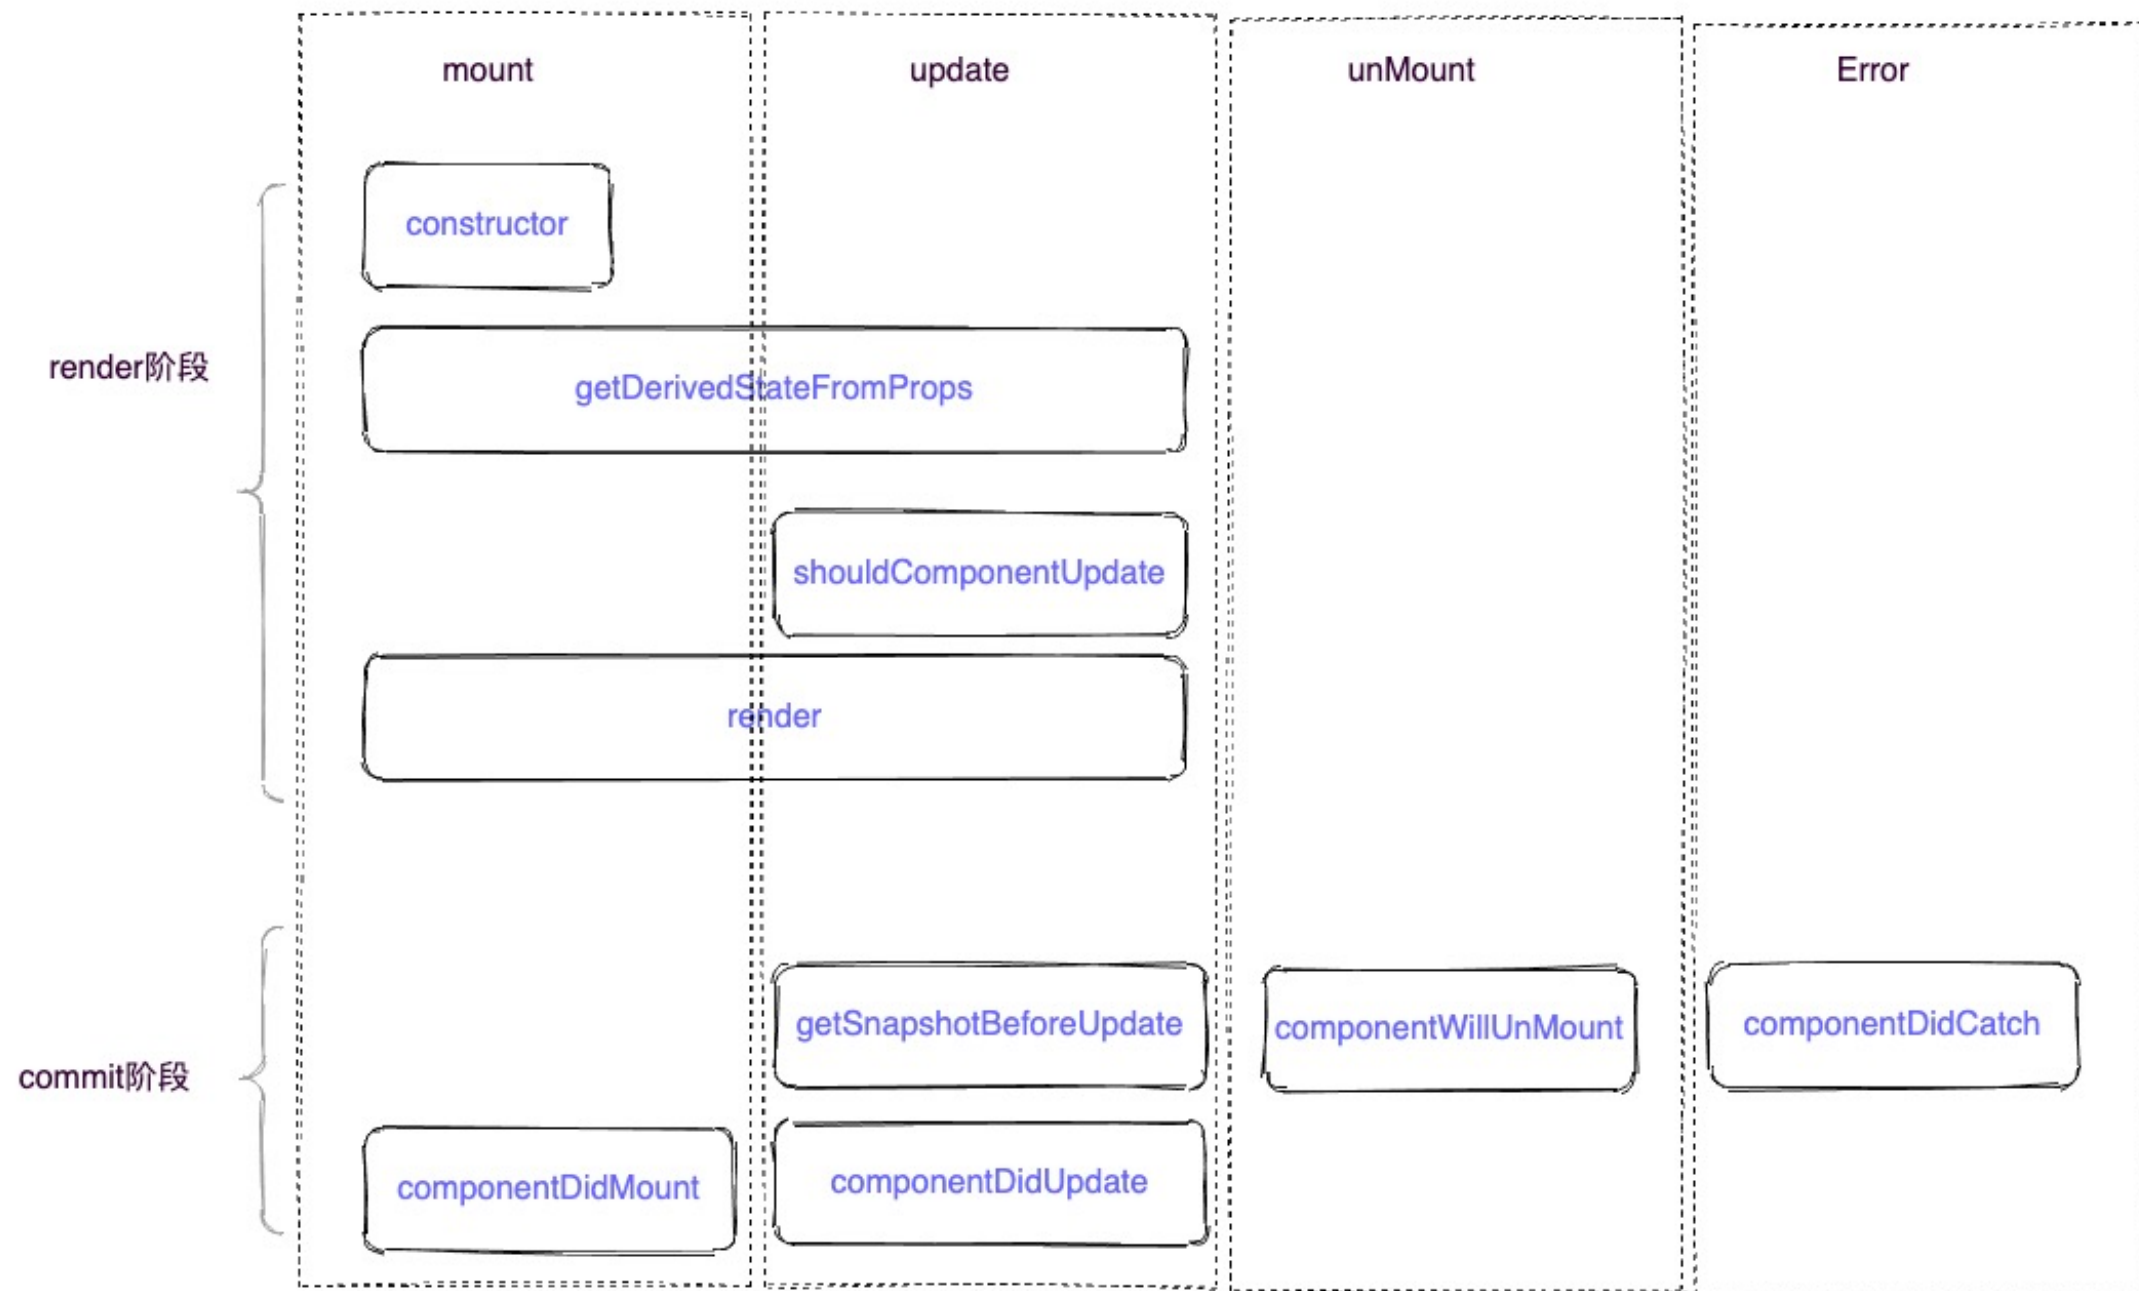 mount
update
unMount
Error
constructor
render阶段
getDerivedStateFromProps
shouldComponentUpdate
render
getSnapshotBeforeUpdate
componentWillUnMount
componentDidCatch
commit阶段
componentDidMount
componentDidUpdate